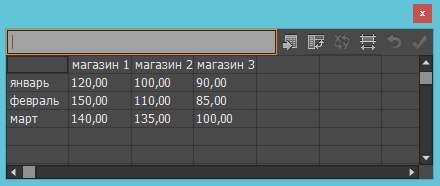 магазин 1 магазин 2 магазин 3
январь 120,00 100,00 90,00
февраль 150,00 110,00 85,00
март 140,00 135,00 100,00